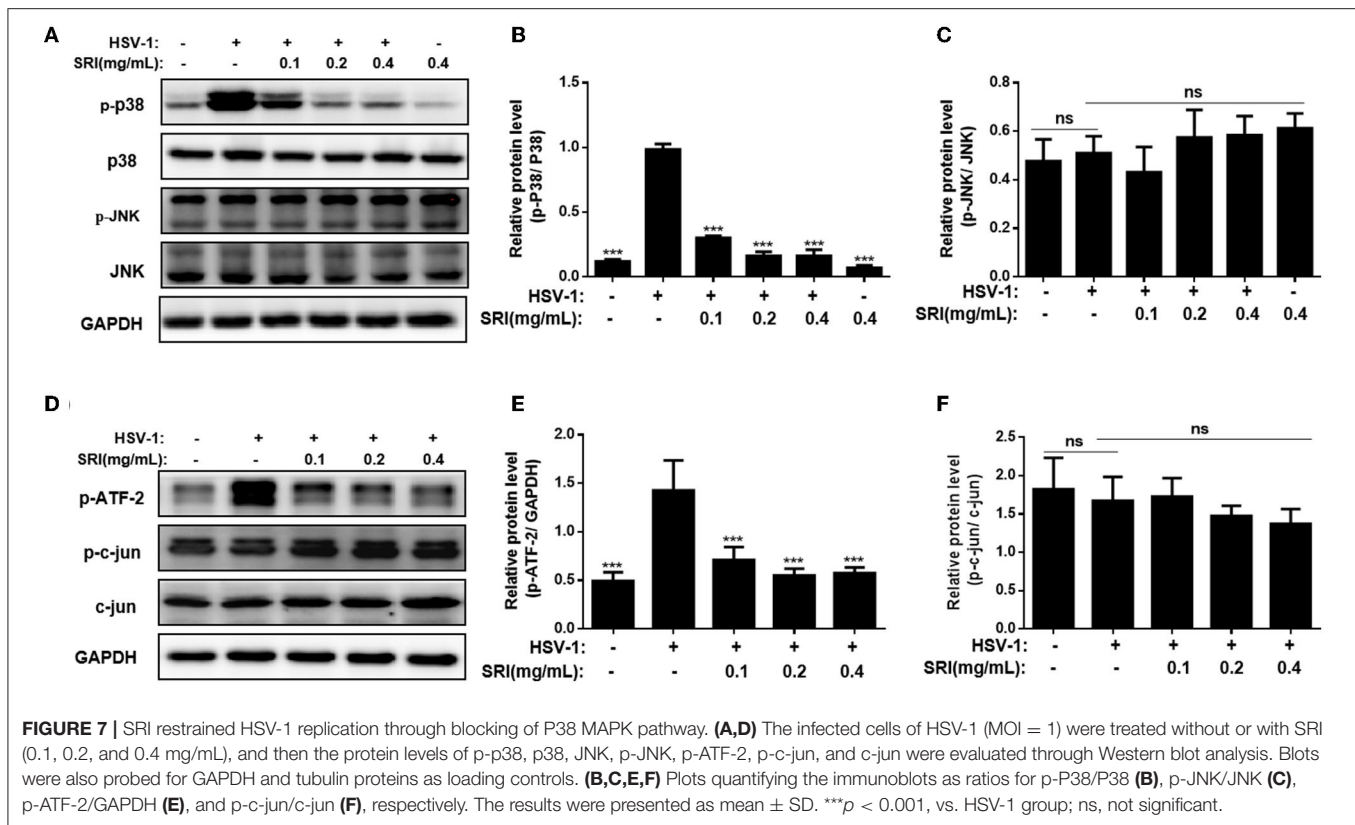 A
HSV-1: - + + + + -
SRI(mg/mL): - - 0.1 0.2 0.4 0.4
p-p38
p38
p-JNK
JNK
GAPDH
B
Relative protein level
(p-P38/ P38)
1.5
1.0
0.5
0.0
*** *** *** *** ***
HSV-1: - + + + + -
SRI(mg/mL): - - 0.1 0.2 0.4 0.4
C
Relative protein level
(p-JNK/ JNK)
0.8
0.6
0.4
0.2
0.0
ns
ns
HSV-1: - + + + + -
SRI(mg/mL): - - 0.1 0.2 0.4 0.4
D
HSV-1: - + + + +
SRI(mg/mL): - - 0.1 0.2 0.4
p-ATF-2
p-c-jun
c-jun
GAPDH
E
Relative protein level
(p-ATF-2/ GAPDH)
2.0
1.5
1.0
0.5
0.0
*** *** *** ***
HSV-1: - + + + +
SRI(mg/mL): - - 0.1 0.2 0.4
F
Relative protein level
(p-c-jun/ c-jun)
2.5
2.0
1.5
1.0
0.5
0.0
ns
ns
HSV-1: - + + + +
SRI(mg/mL): - - 0.1 0.2 0.4
FIGURE 7 | SRI restrained HSV-1 replication through blocking of P38 MAPK pathway. (A,D) The infected cells of HSV-1 (MOI = 1) were treated without or with SRI
(0.1, 0.2, and 0.4 mg/mL), and then the protein levels of p-p38, p38, JNK, p-JNK, p-ATF-2, p-c-jun, and c-jun were evaluated through Western blot analysis. Blots
were also probed for GAPDH and tubulin proteins as loading controls. (B,C,E,F) Plots quantifying the immunoblots as ratios for p-P38/P38 (B), p-JNK/JNK (C),
p-ATF-2/GAPDH (E), and p-c-jun/c-jun (F), respectively. The results were presented as mean ± SD. ***p < 0.001, vs. HSV-1 group; ns, not significant.